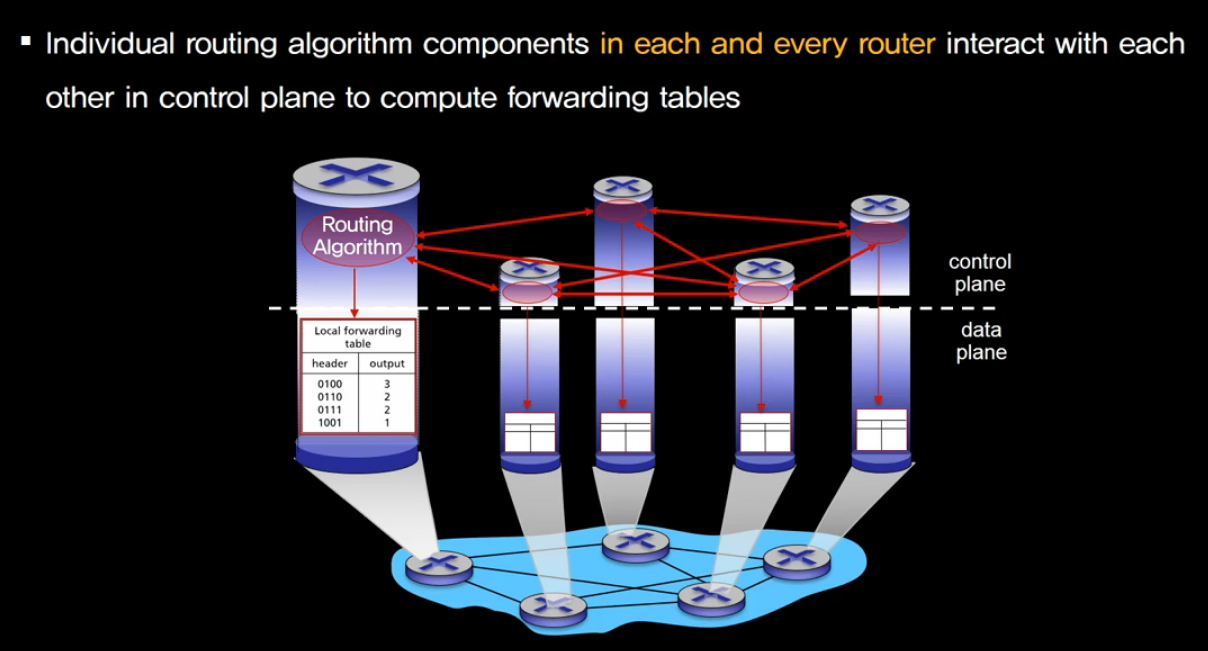 ▪ Individual routing algorithm components in each and every router interact with each
other in control plane to compute forwarding tables
Routing
Algorithm
control
plane
data
plane
Local forwarding
table
header output
0100 3
0110 2
0111 2
1001 1